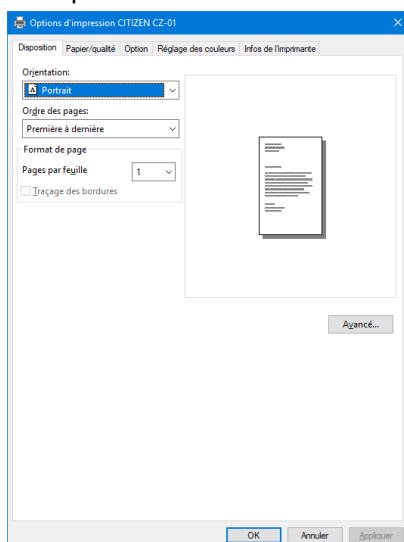 Options d'impression CITIZEN CZ-01
Disposition Papier/qualité Option Réglage des couleurs Infos de l'imprimante
Orientation:
A Portrait
Ordre des pages:
Première à dernière
Format de page
Pages par feuille 1
Traçage des bordures
Avancé...
OK Annuler Appliquer